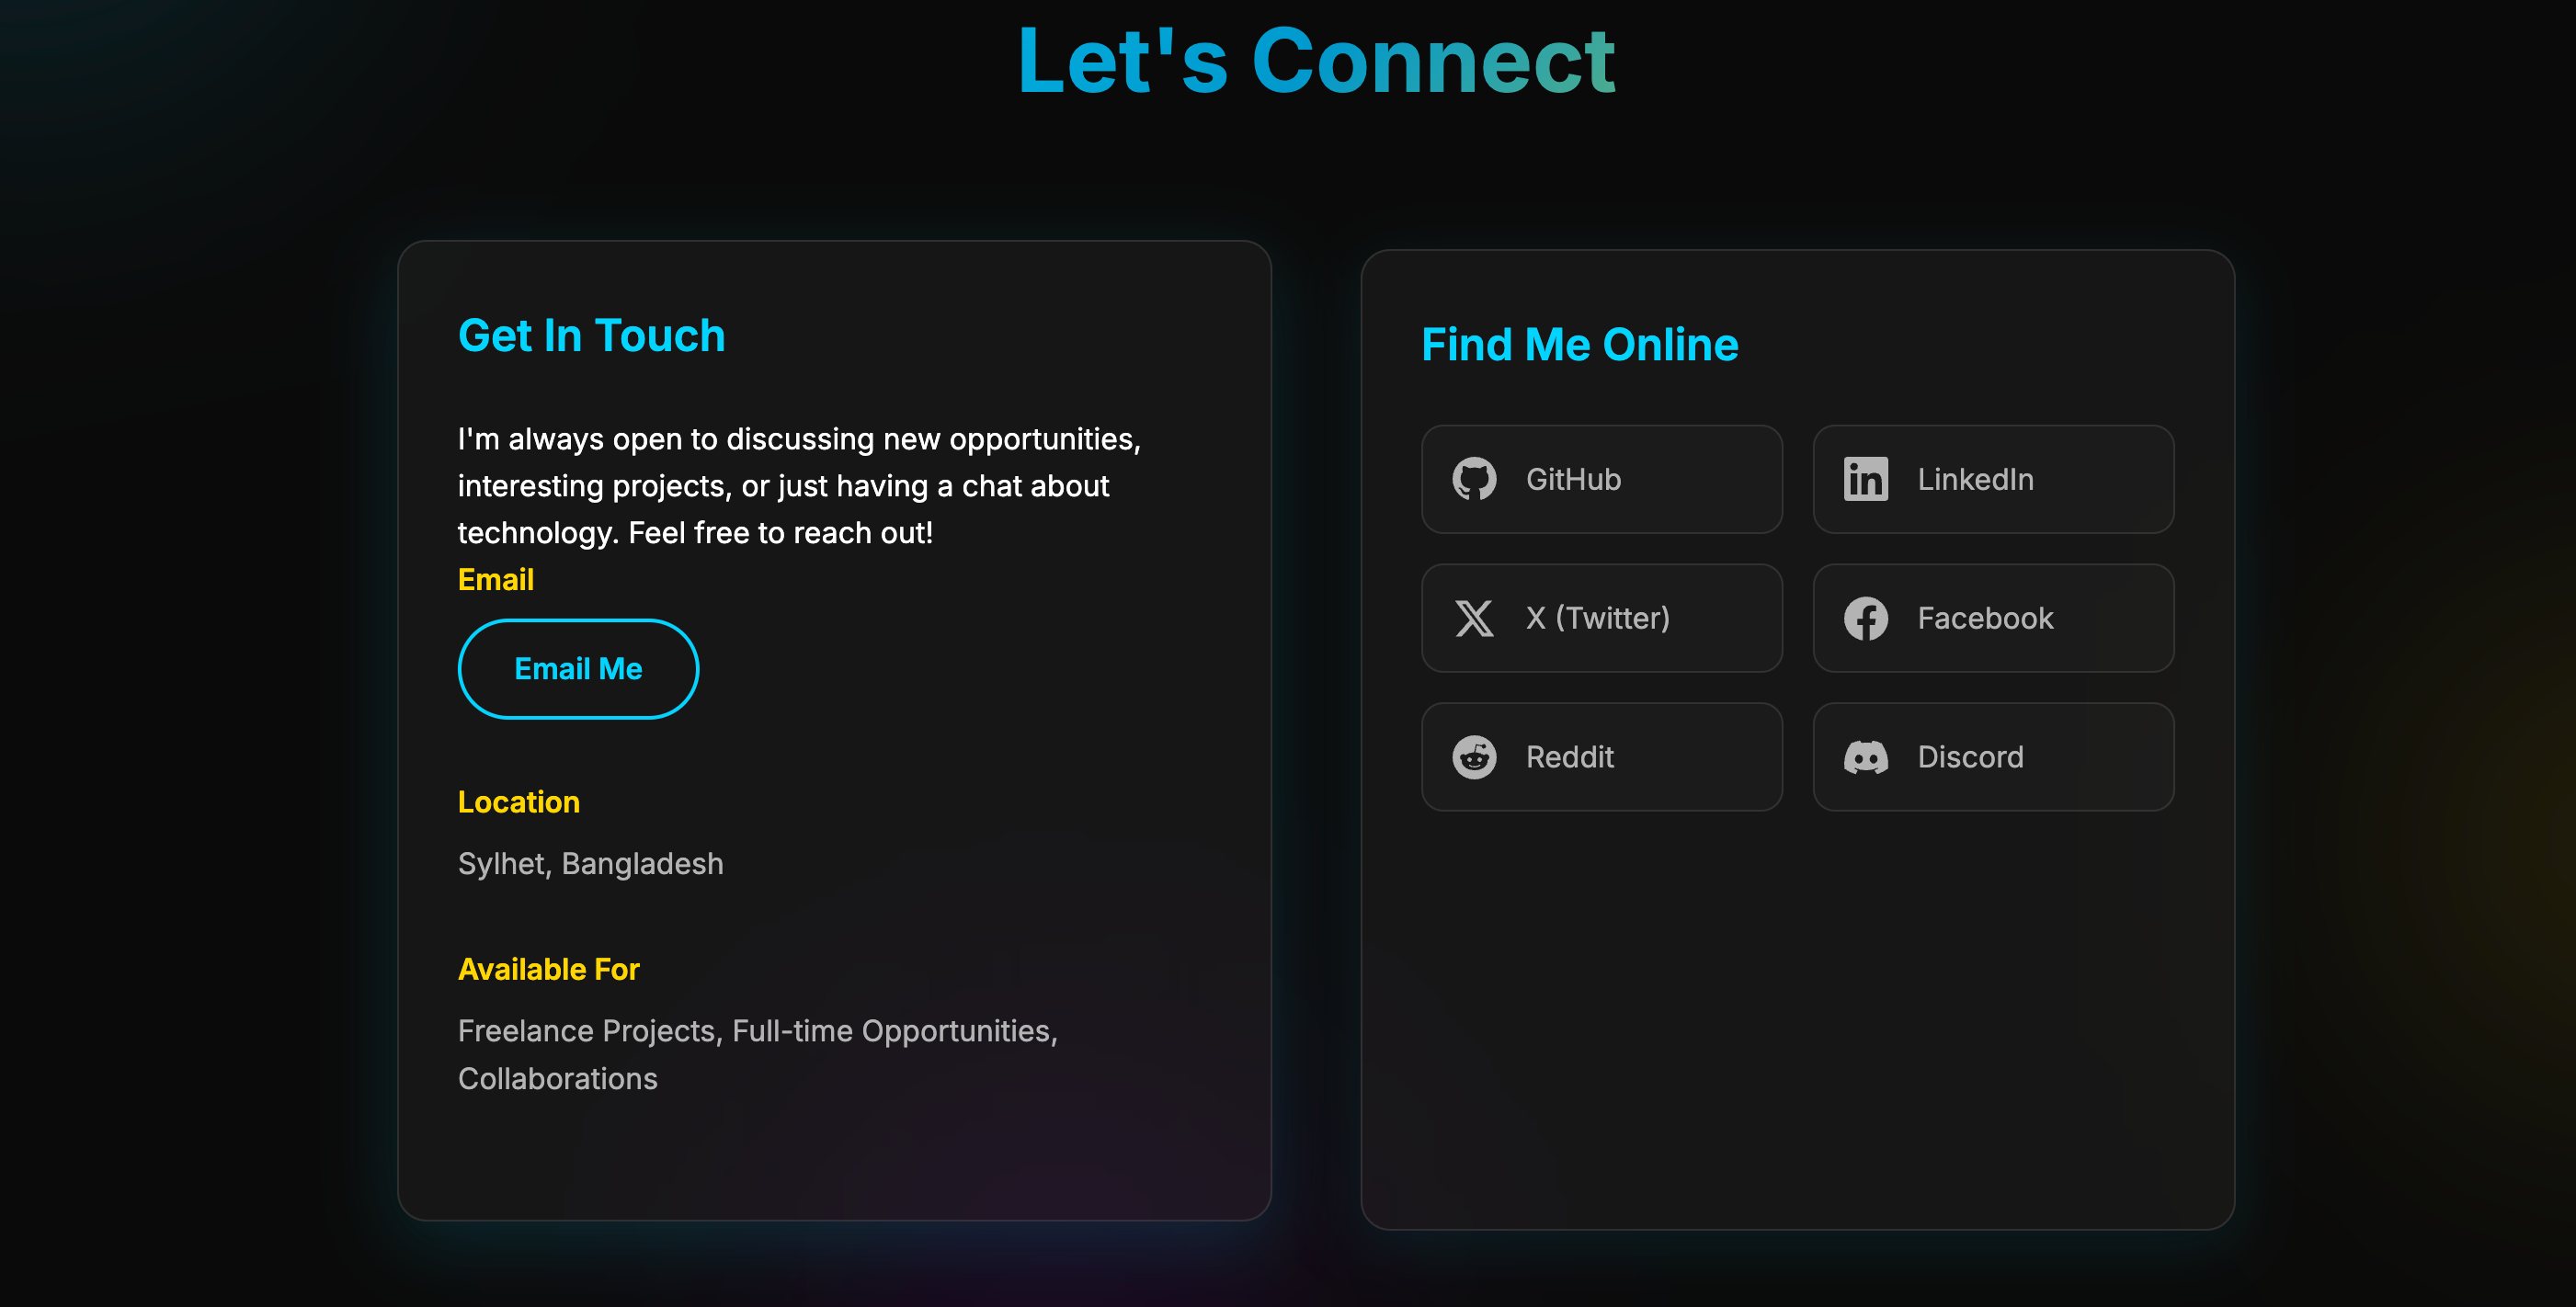 Let's Connect
Get In Touch
I'm always open to discussing new opportunities,
interesting projects, or just having a chat about
technology. Feel free to reach out!
Email
Email Me
Location
Sylhet, Bangladesh
Available For
Freelance Projects, Full-time Opportunities,
Collaborations
Find Me Online
GitHub
LinkedIn
X (Twitter)
Facebook
Reddit
Discord